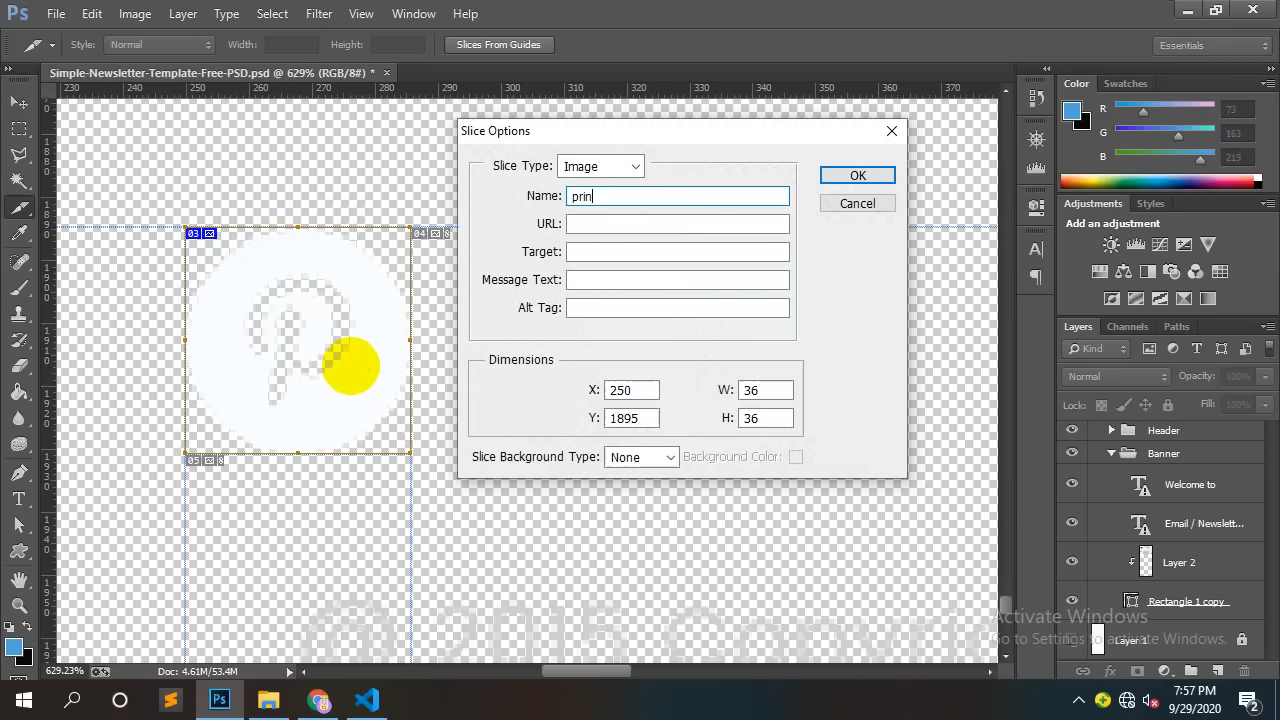 Ps File Edit Image Layer Type Select Filter View Window Help
Style: Normal Width: Height: Slices From Guides Essentials
Simple-Newsletter-Template-Free-PSD.psd @ 629% (RGB/8#) * ×
230 240 250 260 270 280 290 300 310 320 330 340 350 360 370
Color Swatches
R 73
G 163
B 219
Adjustments Styles
Add an adjustment
Slice Options
Slice Type: Image
OK
Name: prin
Cancel
URL:
Target:
Message Text:
Alt Tag:
Dimensions
X: 250 W: 36
Y: 1895 H: 36
Slice Background Type: None Background Color:
03
04
05
Layers Channels Paths
Kind
Normal Opacity: 100%
Lock: Fill: 100%
Header
Banner
Welcome to
Email / Newslett...
Layer 2
Rectangle 1 copy
Layer 1
Activate Windows
Go to Settings to activate Windows.
629.23% Doc: 4.61M/53.4M
7:57 PM
9/29/2020
2